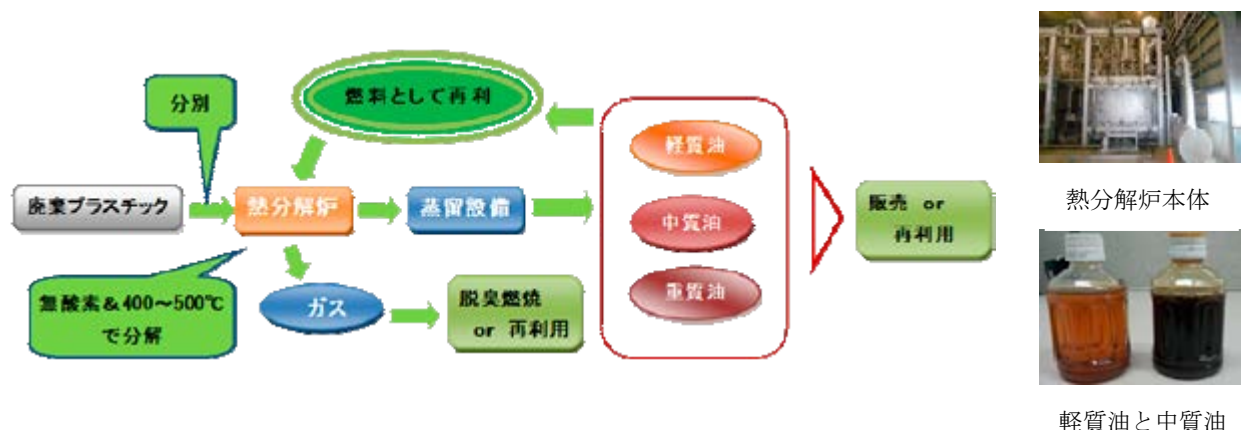 分別
燃料として再利
廃棄プラスチック
熱分解炉
蒸留設備
軽質油
中質油
重質油
販売 or
再利用
無酸素&400～500℃
で分解
ガス
脱臭燃焼
or 再利用
熱分解炉本体
軽質油と中質油